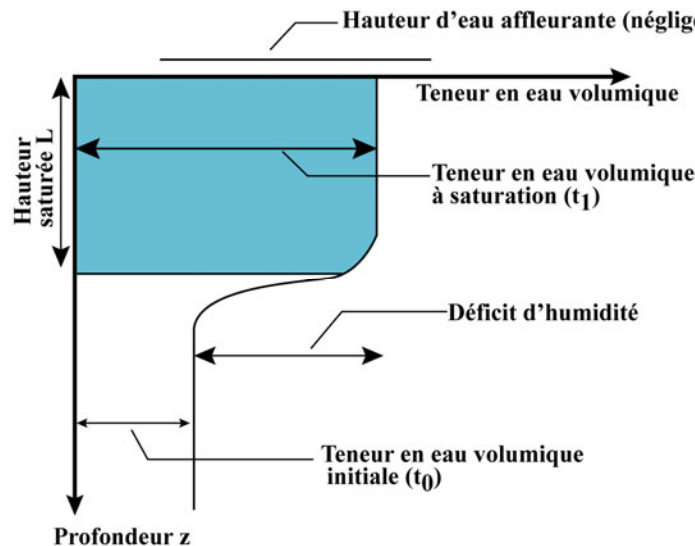 Hauteur d'eau affleurante
Teneur en eau volumique
Hauteur
saturée L
Teneur en eau volumique
à saturation (t1)
Déficit d'humidité
Teneur en eau volumique
initiale (t0)
Profondeur z